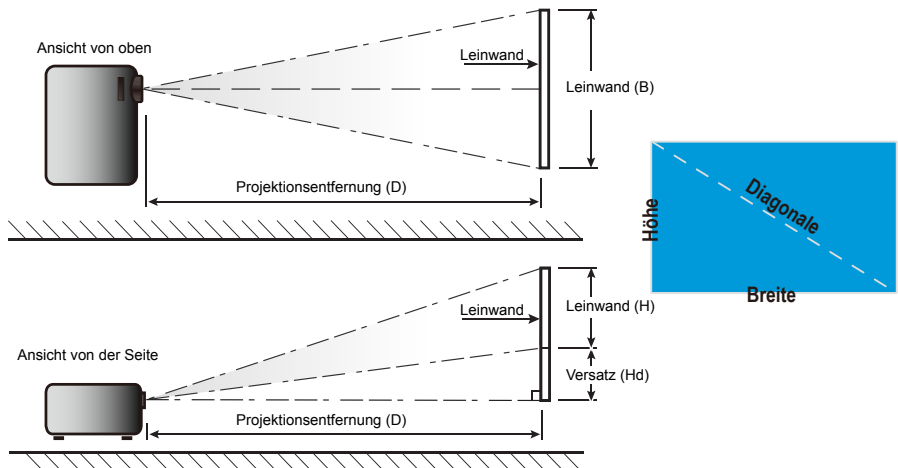 Ansicht von oben
Leinwand
Leinwand (B)
Projektionsentfernung (D)
Höhe
Diagonale
Breite
Ansicht von der Seite
Leinwand
Leinwand (H)
Versatz (Hd)
Projektionsentfernung (D)